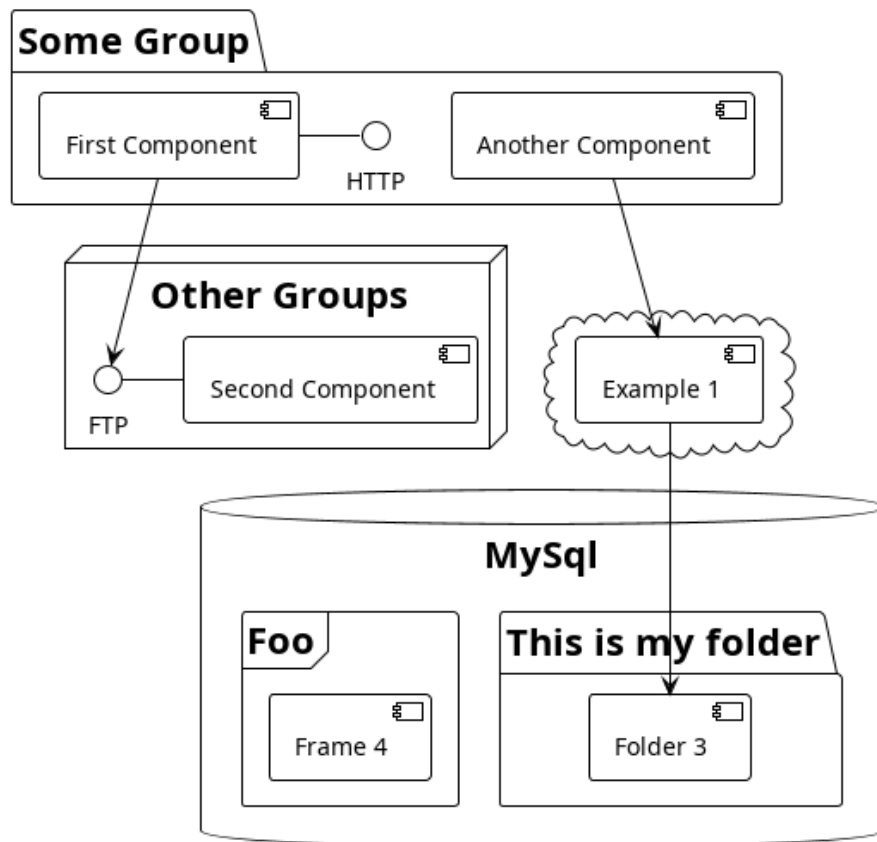 Some Group
First Component
HTTP
Another Component
Other Groups
FTP
Second Component
Example 1
MySql
Foo
This is my folder
Frame 4
Folder 3